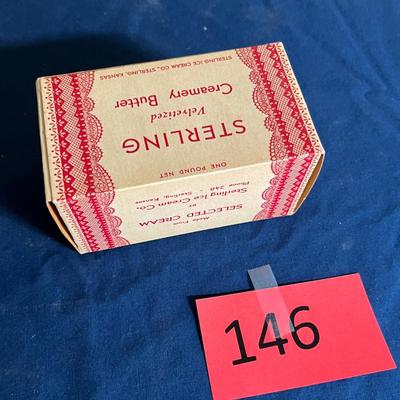 STERLING ICE CREAM CO., STERLING, KANSAS
Creamery Butter
Velvetized
STERLING
ONE POUND NET
Made From
SELECTED CREAM
BY
Sterling Ice Cream Co.
Phone 248 - Sterling, Kansas
146